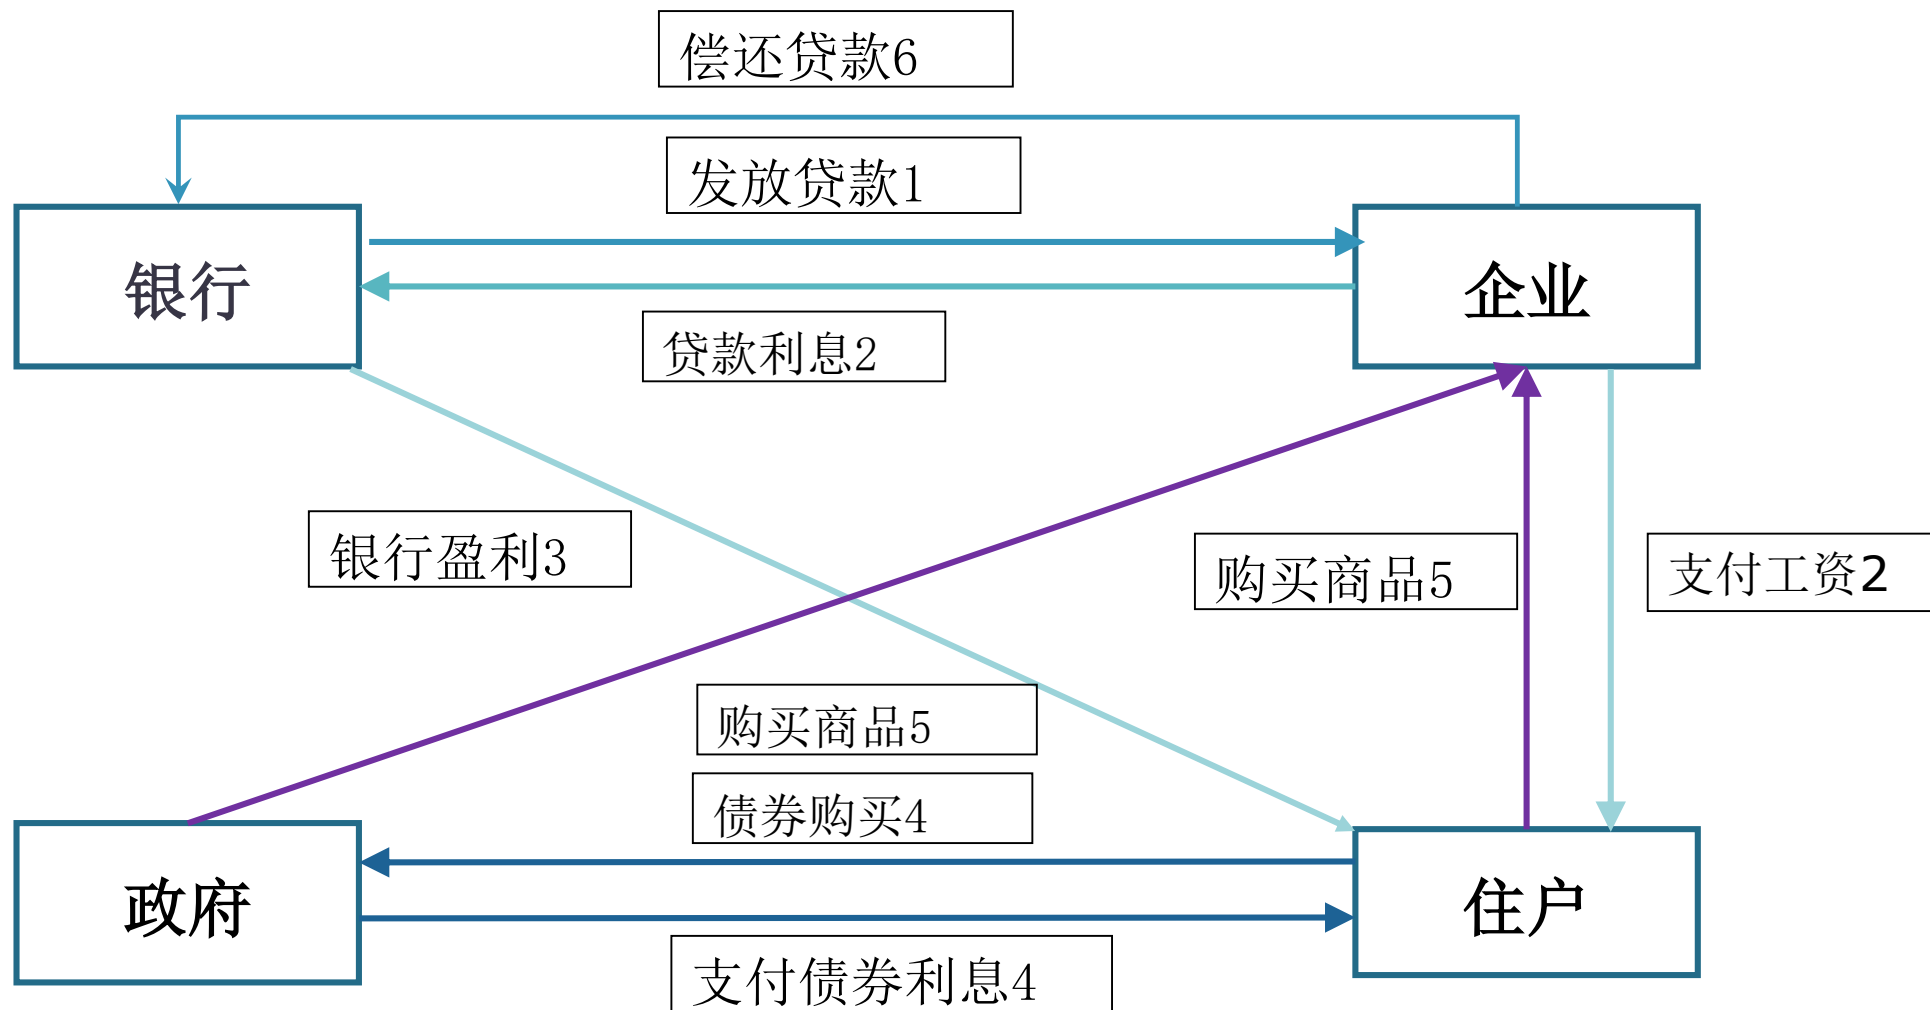 偿还贷款6
发放贷款1
银行
企业
贷款利息2
银行盈利3
购买商品5
支付工资2
购买商品5
债券购买4
政府
住户
支付债券利息4